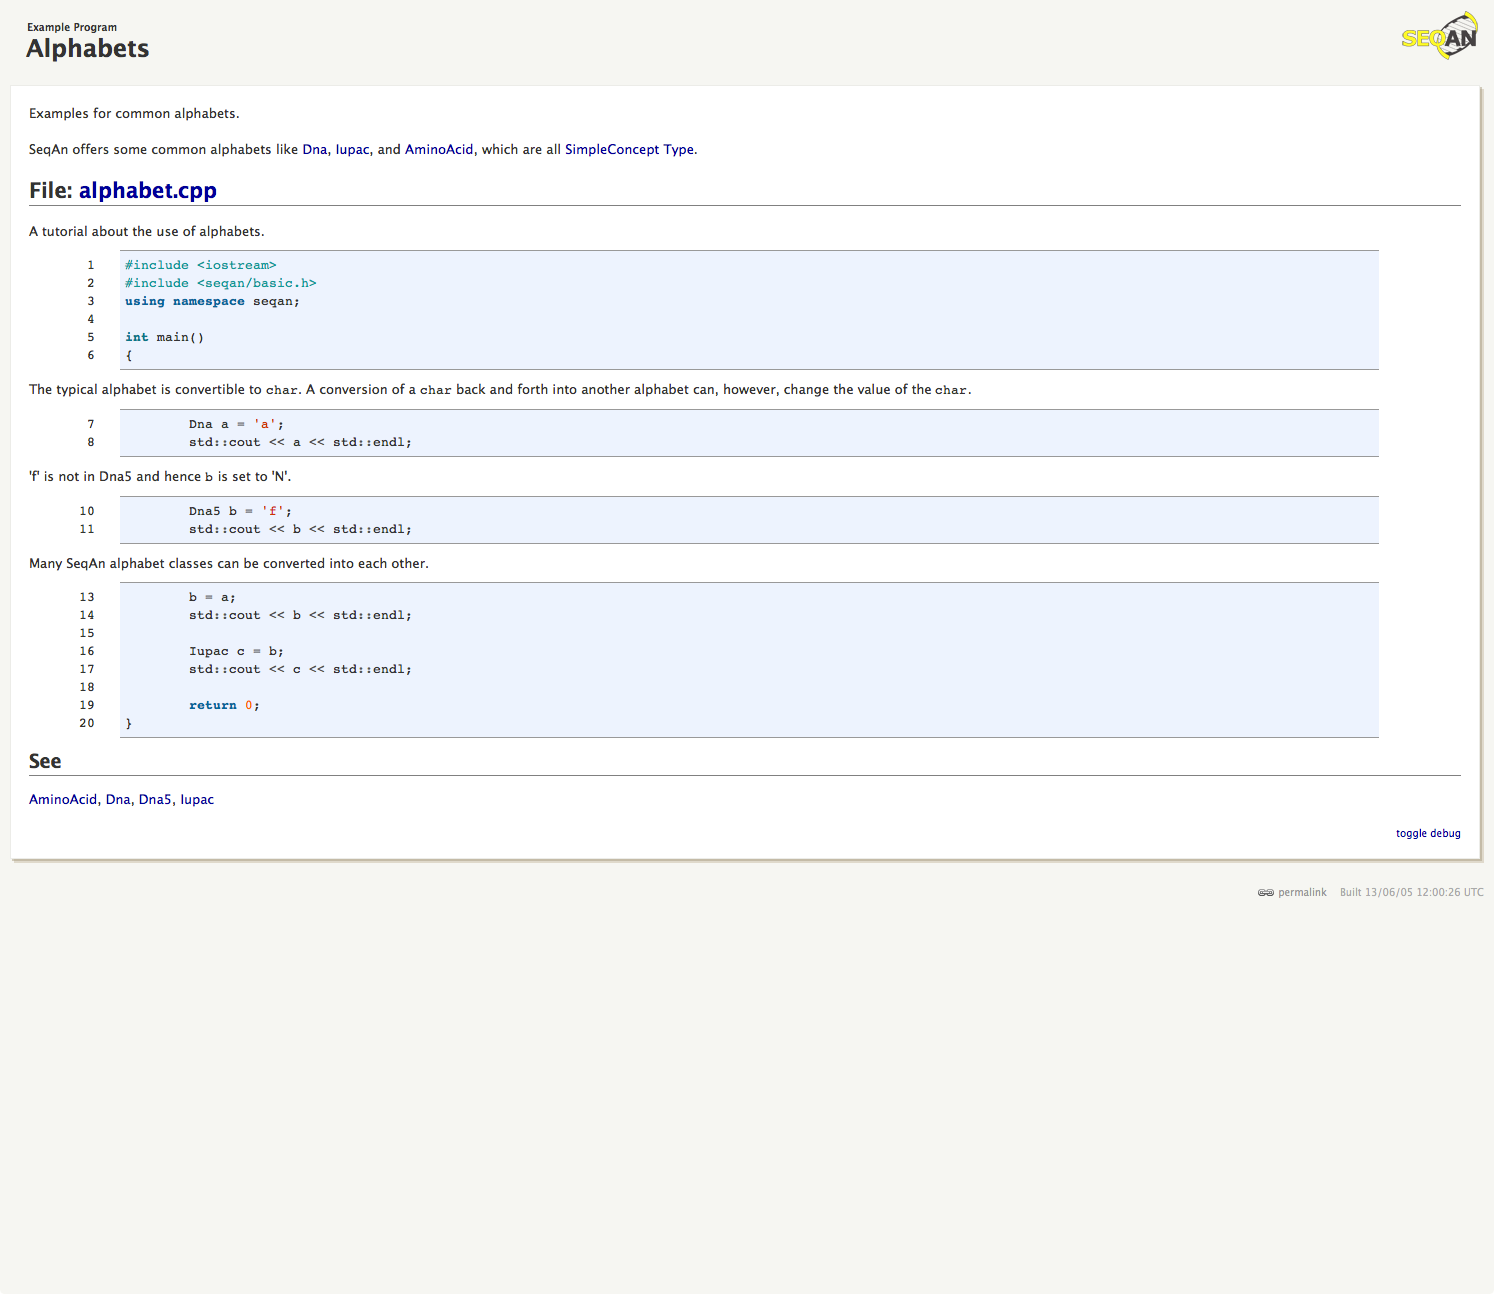 Example Program
Alphabets
SEQAN
Examples for common alphabets.
SeqAn offers some common alphabets like Dna, Iupac, and AminoAcid, which are all SimpleConcept Type.
File: alphabet.cpp
A tutorial about the use of alphabets.
1 #include <iostream>
2 #include <seqan/basic.h>
3 using namespace seqan;
4
5 int main()
6 {
The typical alphabet is convertible to char. A conversion of a char back and forth into another alphabet can, however, change the value of the char.
7 Dna a = 'a';
8 std::cout << a << std::endl;
'f' is not in Dna5 and hence b is set to 'N'.
10 Dna5 b = 'f';
11 std::cout << b << std::endl;
Many SeqAn alphabet classes can be converted into each other.
13 b = a;
14 std::cout << b << std::endl;
15
16 Iupac c = b;
17 std::cout << c << std::endl;
18
19 return 0;
20 }
See
AminoAcid, Dna, Dna5, Iupac
toggle debug
permalink Built 13/06/05 12:00:26 UTC